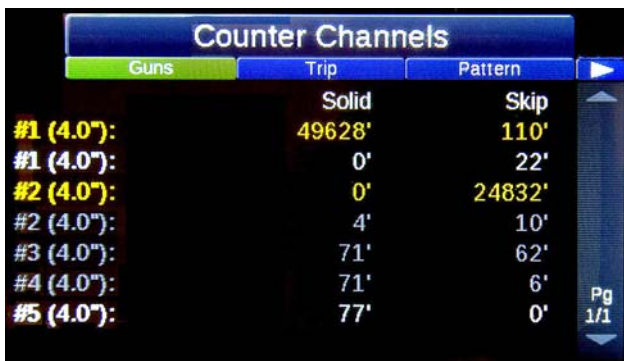 Counter Channels
Guns Trip Pattern
Solid Skip
#1 (4.0"): 49628' 110'
#1 (4.0"): 0' 22'
#2 (4.0"): 0' 24832'
#2 (4.0"): 4' 10'
#3 (4.0"): 71' 62'
#4 (4.0"): 71' 6'
#5 (4.0"): 77' 0'
Pg
1/1